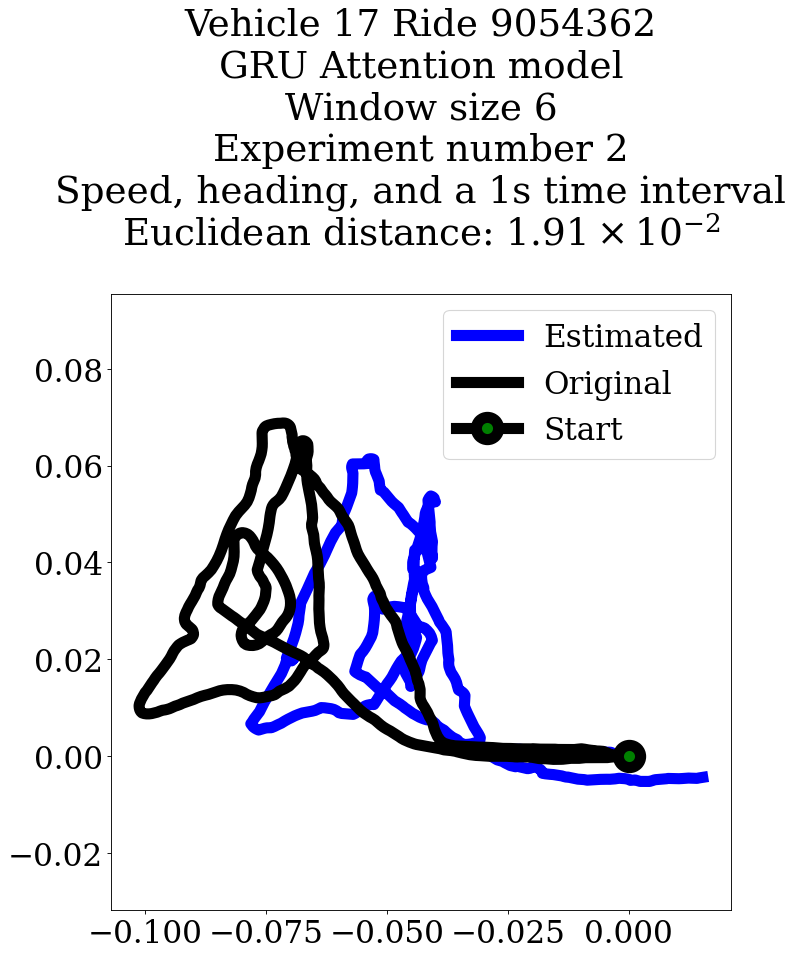 Vehicle 17 Ride 9054362
GRU Attention model
Window size 6
Experiment number 2
Speed, heading, and a 1s time interval
Euclidean distance: 1.91 × 10⁻²
Estimated
Original
Start
0.08
0.06
0.04
0.02
0.00
−0.02
−0.100 −0.075 −0.050 −0.025 0.000